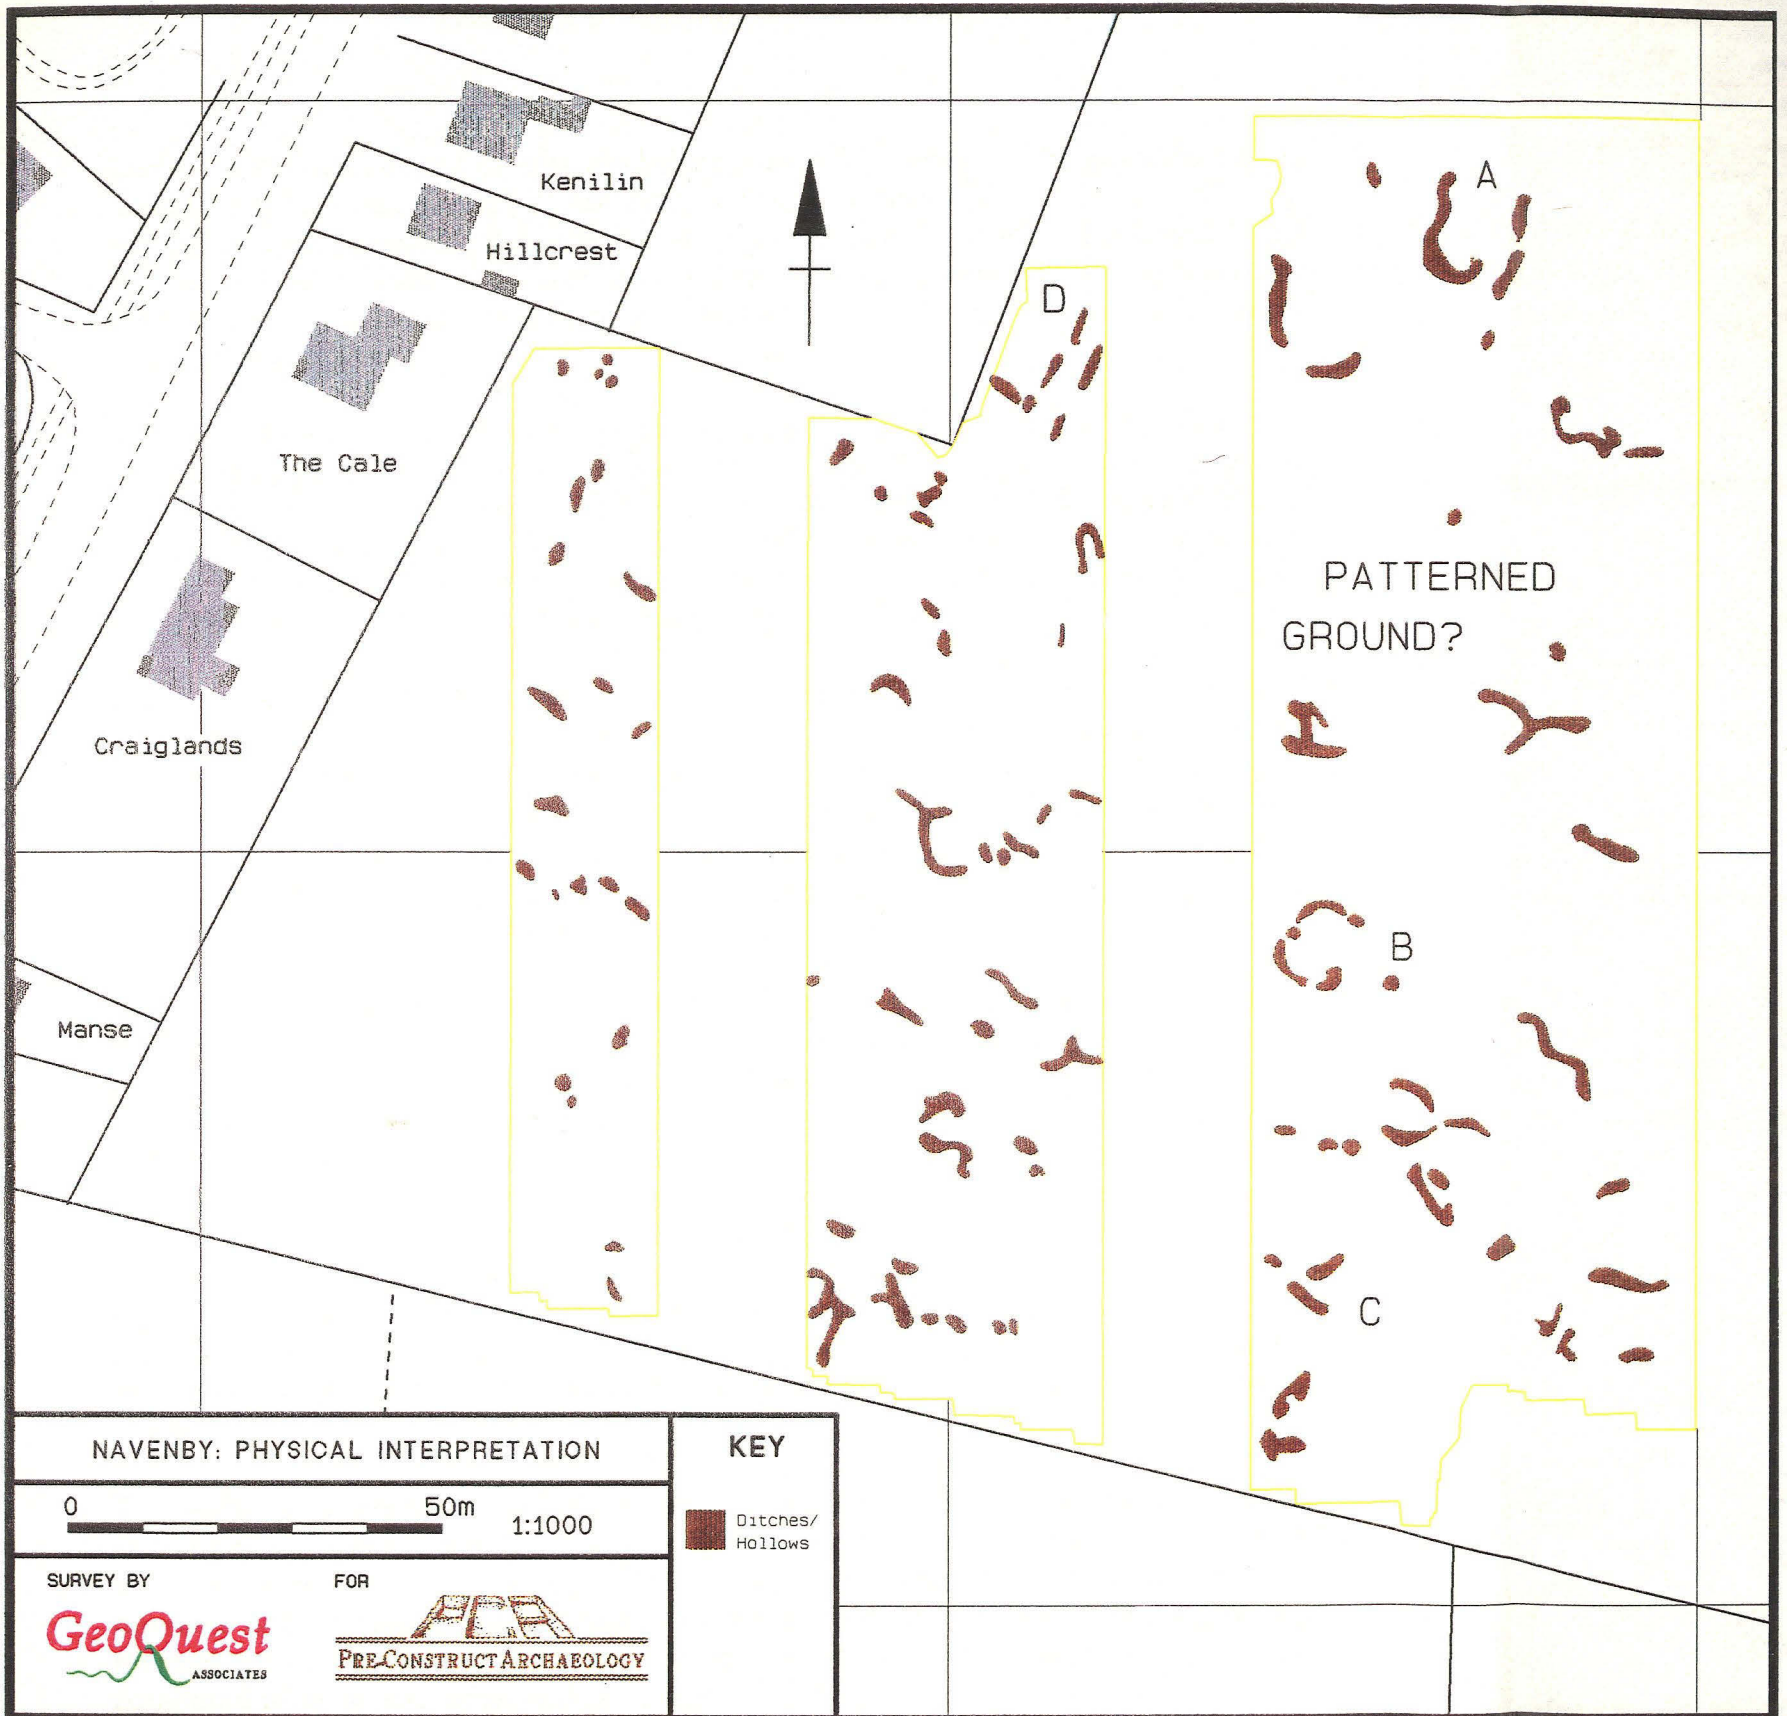 Kenilin
A
Hillcrest
D
The Cale
PATTERNED
GROUND?
Craiglands
B
Manse
C
NAVENBY: PHYSICAL INTERPRETATION
0 50m
1:1000
KEY
Ditches/
Hollows
SURVEY BY
GeoQuest
ASSOCIATES
FOR
PRE-CONSTRUCT ARCHAEOLOGY